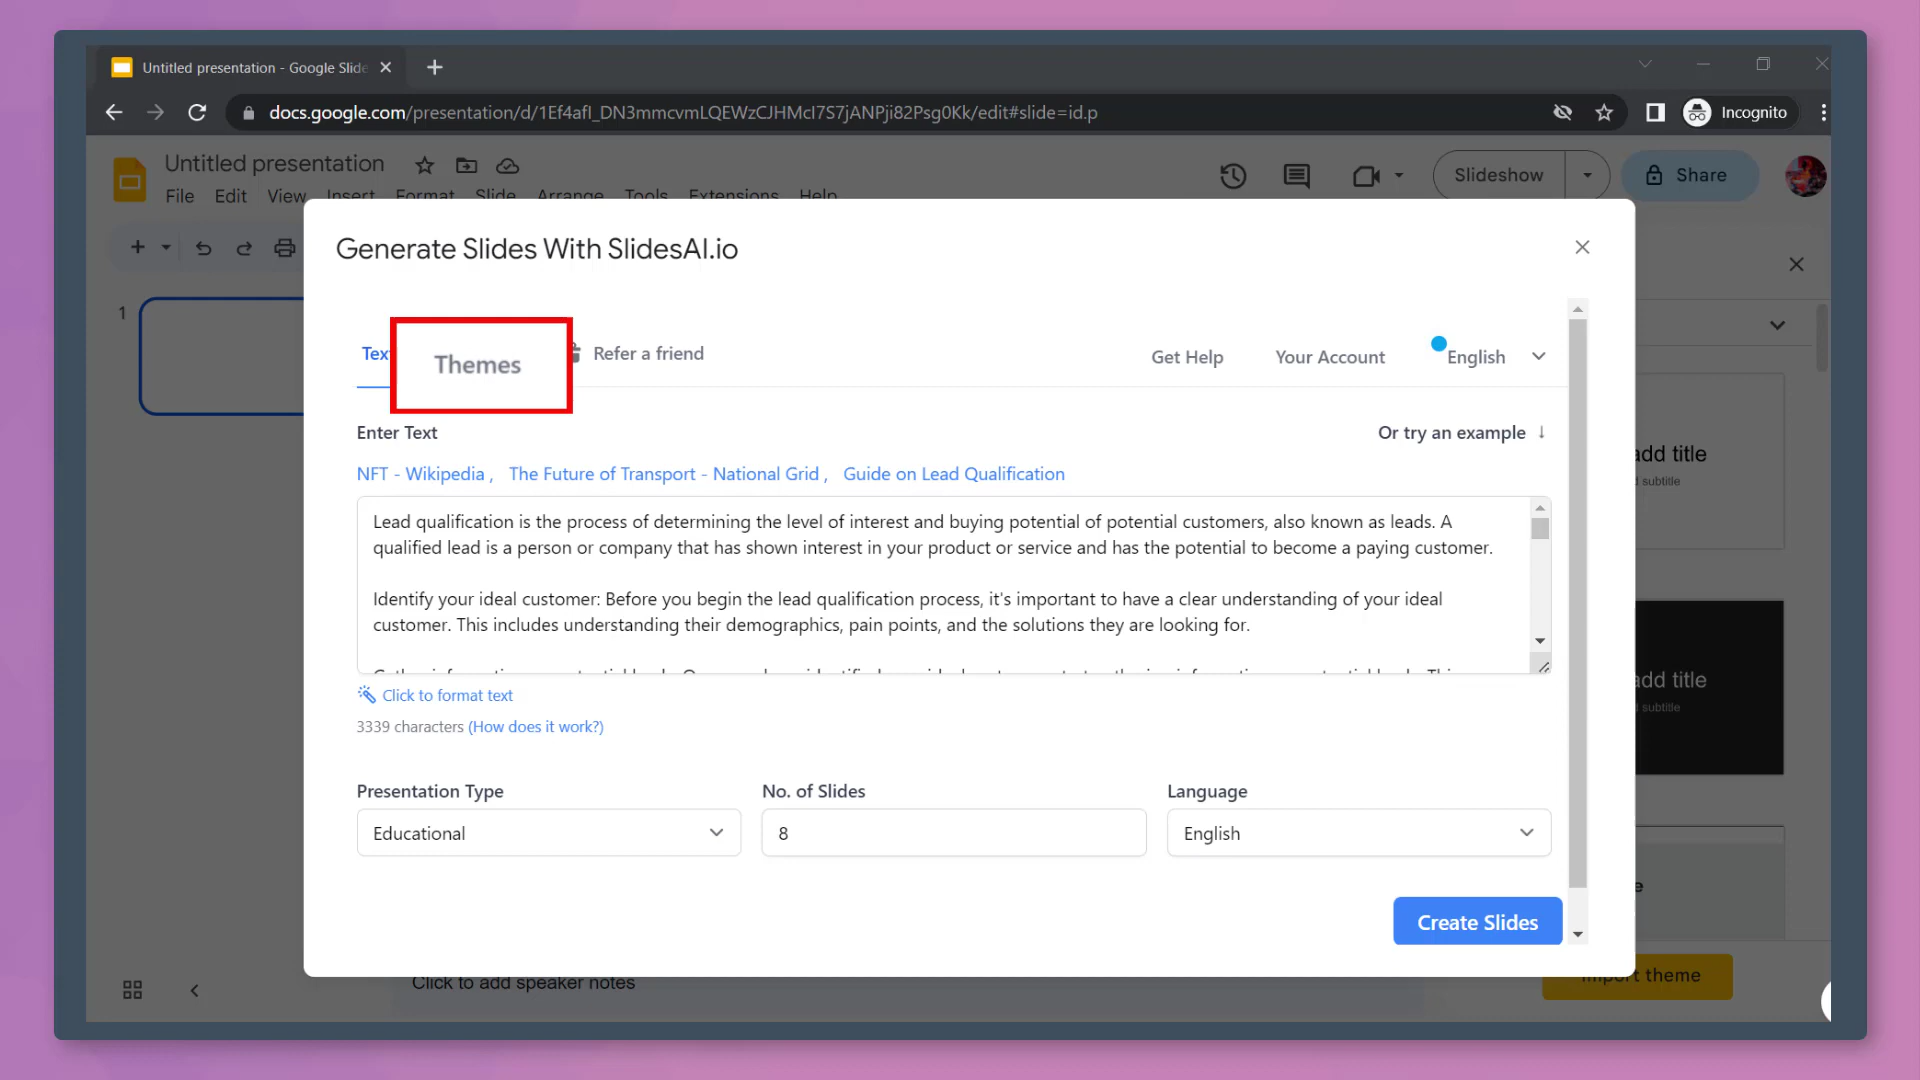 Untitled presentation - Google Slide
docs.google.com/presentation/d/1Ef4afI_DN3mmcvmLQEWzCJHMcI7S7jANPji82Psg0Kk/edit#slide=id.p
Incognito
Untitled presentation
File Edit View Insert Format Slide Arrange Tools Extensions Help
Slideshow
Share
1
Generate Slides With SlidesAI.io
Themes
Refer a friend
Get Help
Your Account
English
Enter Text
Or try an example ↓
NFT - Wikipedia , The Future of Transport - National Grid , Guide on Lead Qualification
Lead qualification is the process of determining the level of interest and buying potential of potential customers, also known as leads. A
qualified lead is a person or company that has shown interest in your product or service and has the potential to become a paying customer.
Identify your ideal customer: Before you begin the lead qualification process, it's important to have a clear understanding of your ideal
customer. This includes understanding their demographics, pain points, and the solutions they are looking for.
Click to format text
3339 characters (How does it work?)
Presentation Type
No. of Slides
Language
Educational
8
English
Create Slides
add title
subtitle
add title
subtitle
Click to add speaker notes
Import theme